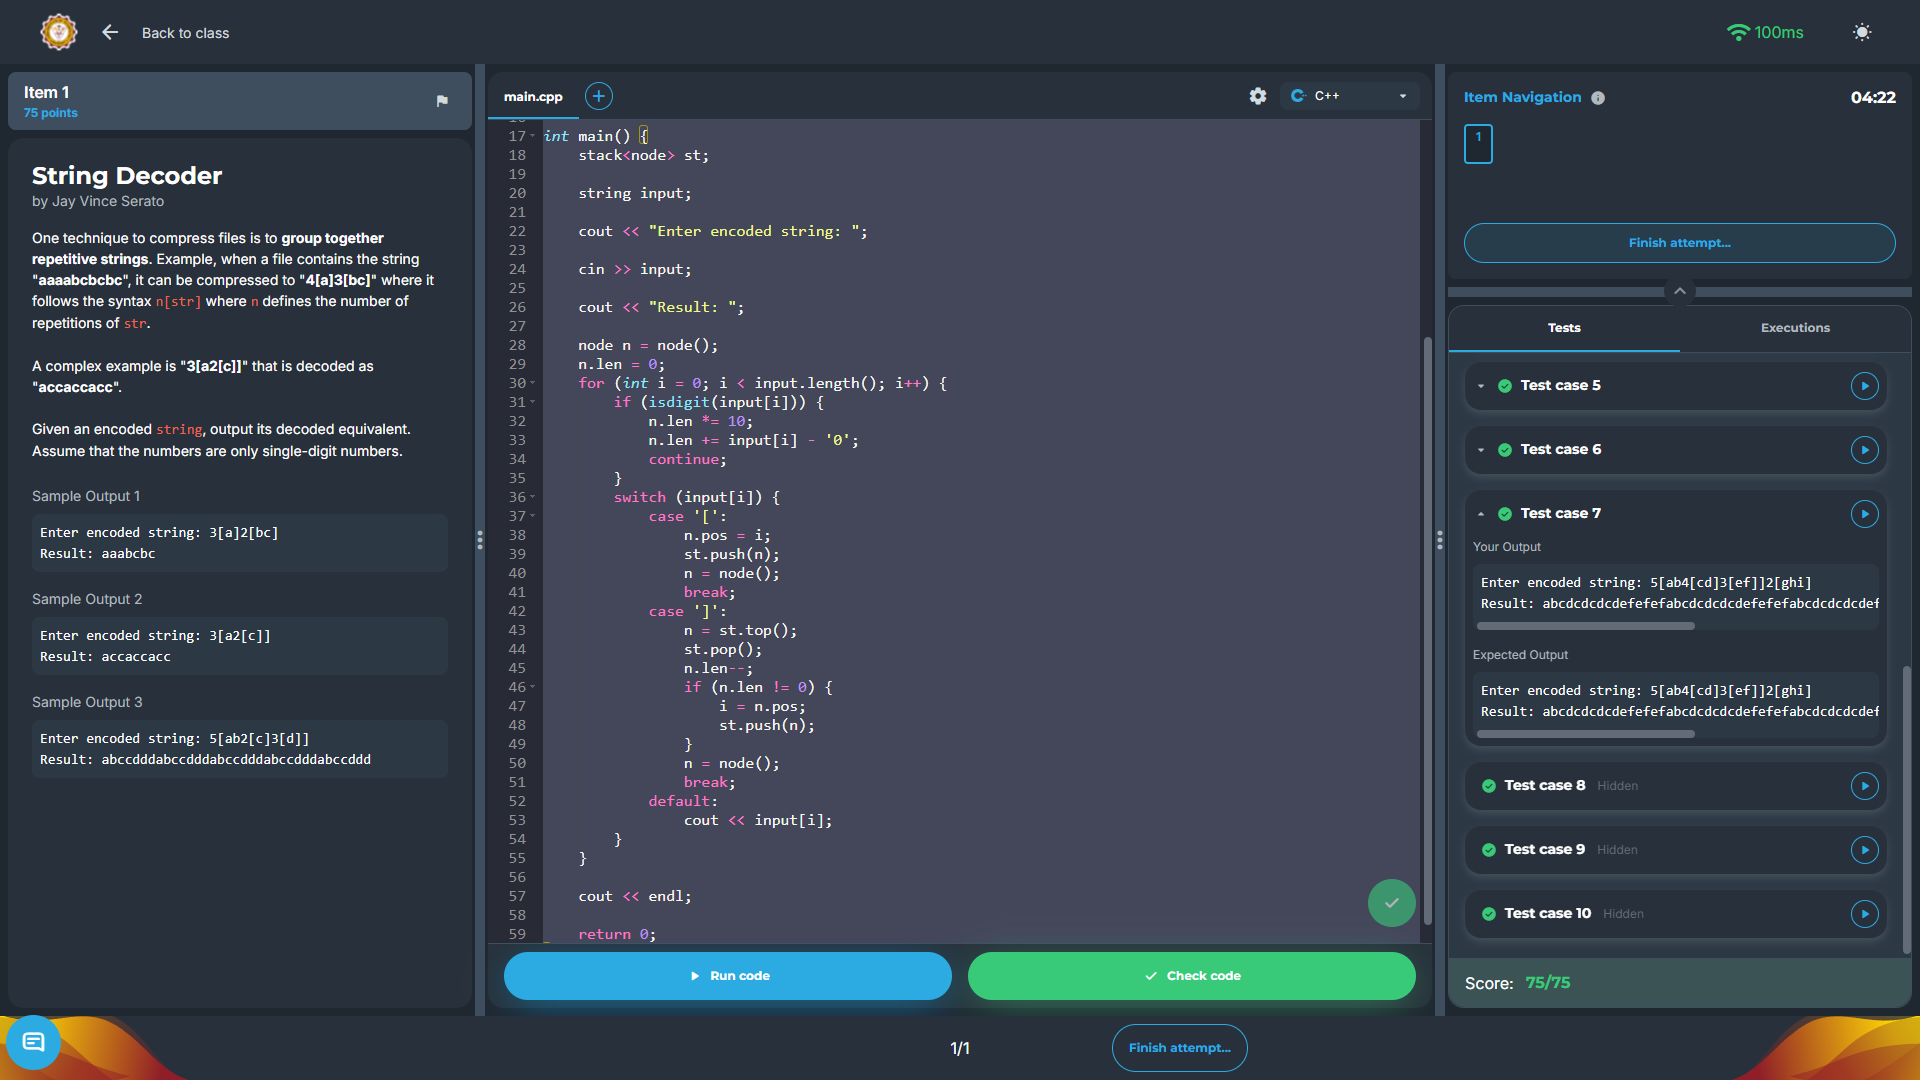 Back to class
100ms
Item 1
75 points
String Decoder
by Jay Vince Serato
One technique to compress files is to group together
repetitive strings. Example, when a file contains the string
"aaaabcbcbc", it can be compressed to "4[a]3[bc]" where it
follows the syntax n[str] where n defines the number of
repetitions of str.
A complex example is "3[a2[c]]" that is decoded as
"accaccacc".
Given an encoded string, output its decoded equivalent.
Assume that the numbers are only single-digit numbers.
Sample Output 1
Enter encoded string: 3[a]2[bc]
Result: aaabcbc
Sample Output 2
Enter encoded string: 3[a2[c]]
Result: accaccacc
Sample Output 3
Enter encoded string: 5[ab2[c]3[d]]
Result: abccdddabccdddabccdddabccdddabccddd
main.cpp
C++
17 int main() {
18     stack<node> st;
19
20     string input;
21
22     cout << "Enter encoded string: ";
23
24     cin >> input;
25
26     cout << "Result: ";
27
28     node n = node();
29     n.len = 0;
30     for (int i = 0; i < input.length(); i++) {
31         if (isdigit(input[i])) {
32             n.len *= 10;
33             n.len += input[i] - '0';
34             continue;
35         }
36         switch (input[i]) {
37             case '[':
38                 n.pos = i;
39                 st.push(n);
40                 n = node();
41                 break;
42             case ']':
43                 n = st.top();
44                 st.pop();
45                 n.len--;
46                 if (n.len != 0) {
47                     i = n.pos;
48                     st.push(n);
49                 }
50                 n = node();
51                 break;
52             default:
53                 cout << input[i];
54         }
55     }
56
57     cout << endl;
58
59     return 0;
Run code
Check code
Item Navigation
04:22
1
Finish attempt...
Tests
Executions
Test case 5
Test case 6
Test case 7
Your Output
Enter encoded string: 5[ab4[cd]3[ef]]2[ghi]
Result: abcdcdcdcdefefefabcdcdcdcdefefefabcdcdcdcdef
Expected Output
Enter encoded string: 5[ab4[cd]3[ef]]2[ghi]
Result: abcdcdcdcdefefefabcdcdcdcdefefefabcdcdcdcdef
Test case 8 Hidden
Test case 9 Hidden
Test case 10 Hidden
Score: 75/75
1/1
Finish attempt...